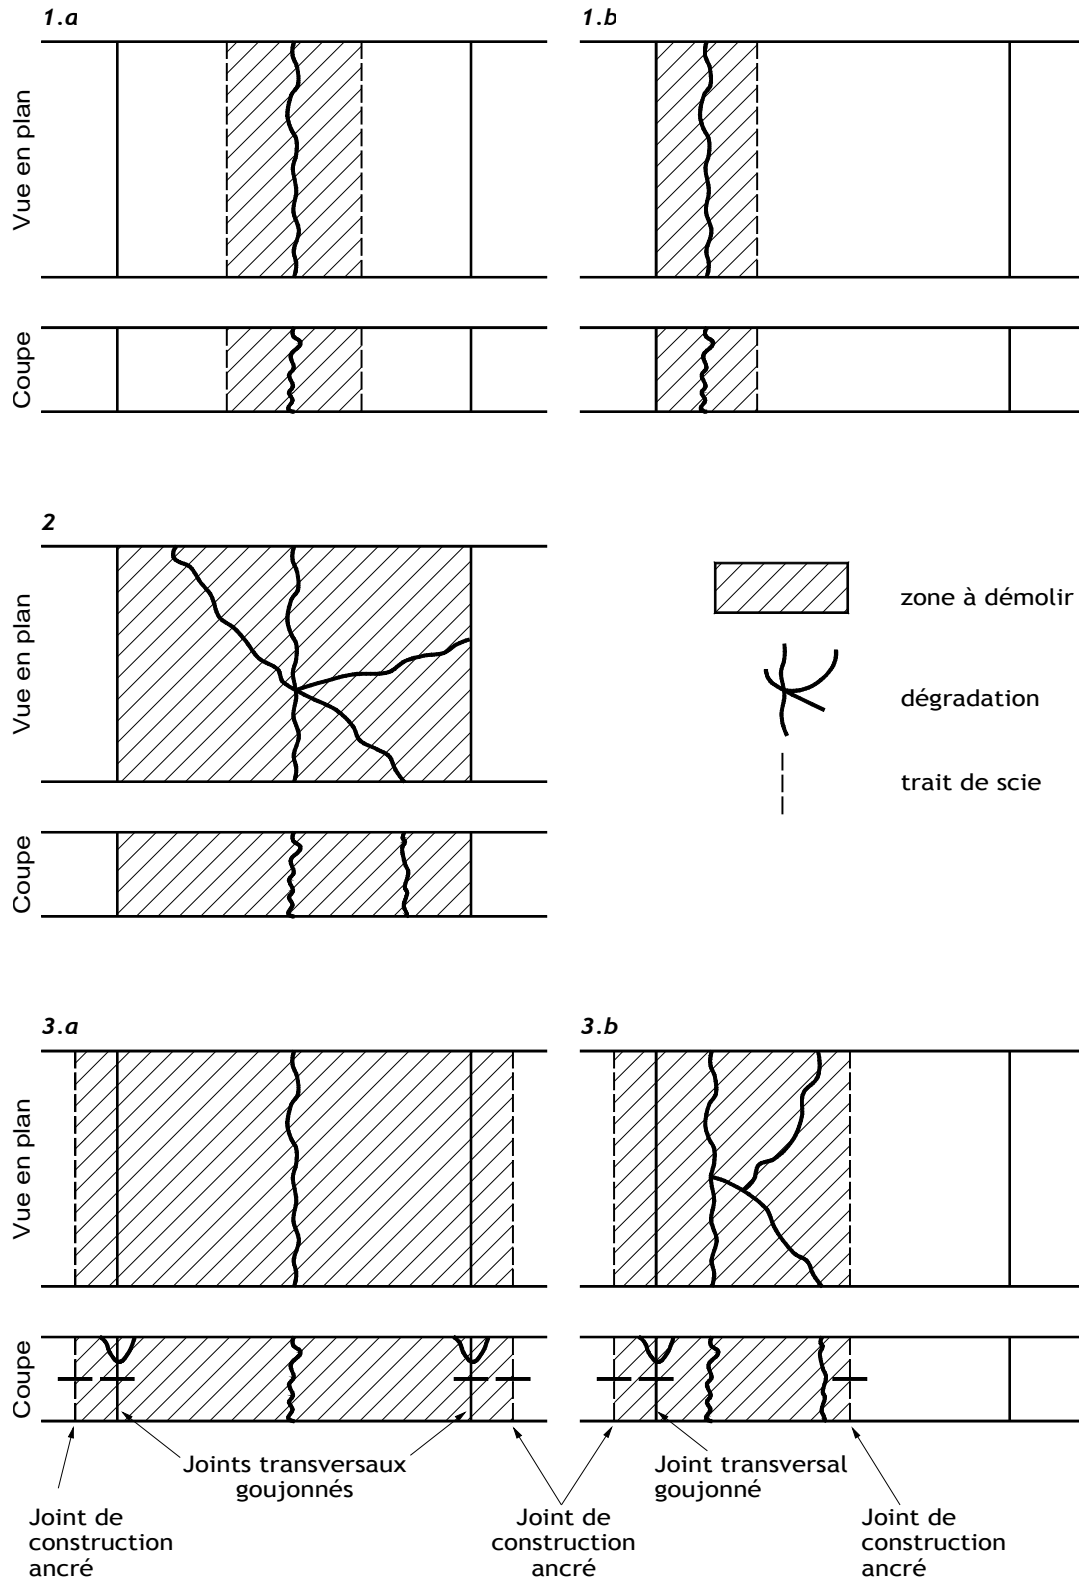 1.a
1.b
Vue en plan
Coupe
2
Vue en plan
Coupe
zone à démolir
dégradation
trait de scie
3.a
3.b
Vue en plan
Coupe
Joints transversaux
goujonnés
Joint transversal
goujonné
Joint de
construction
ancré
Joint de
construction
ancré
Joint de
construction
ancré